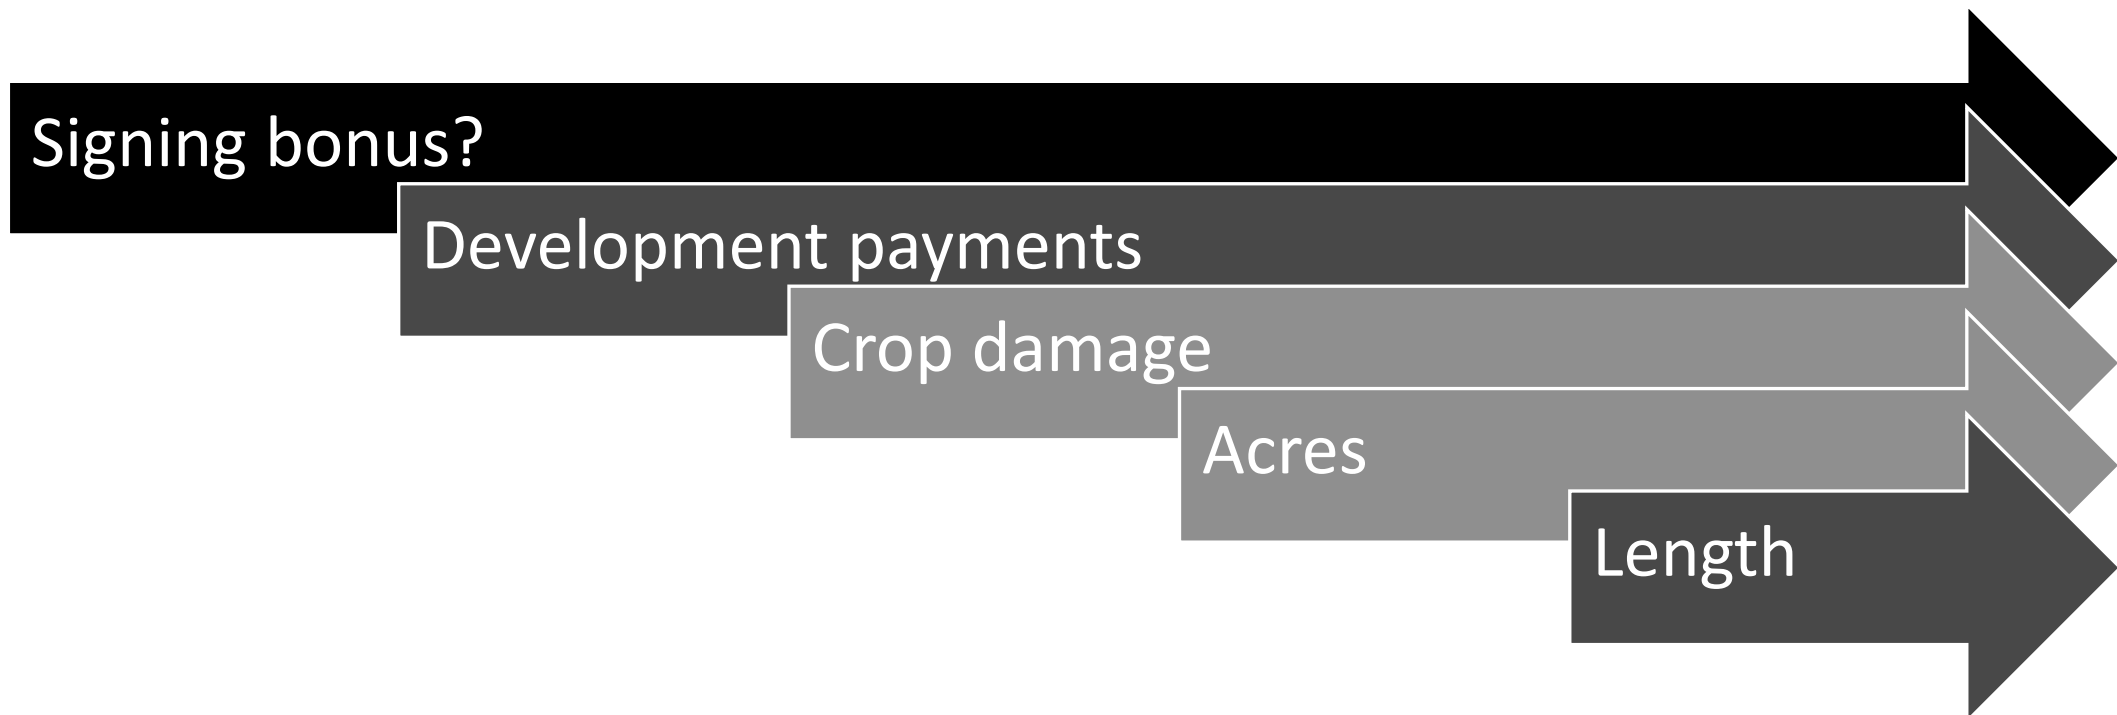 Signing bonus?
Development payments
Crop damage
Acres
Length